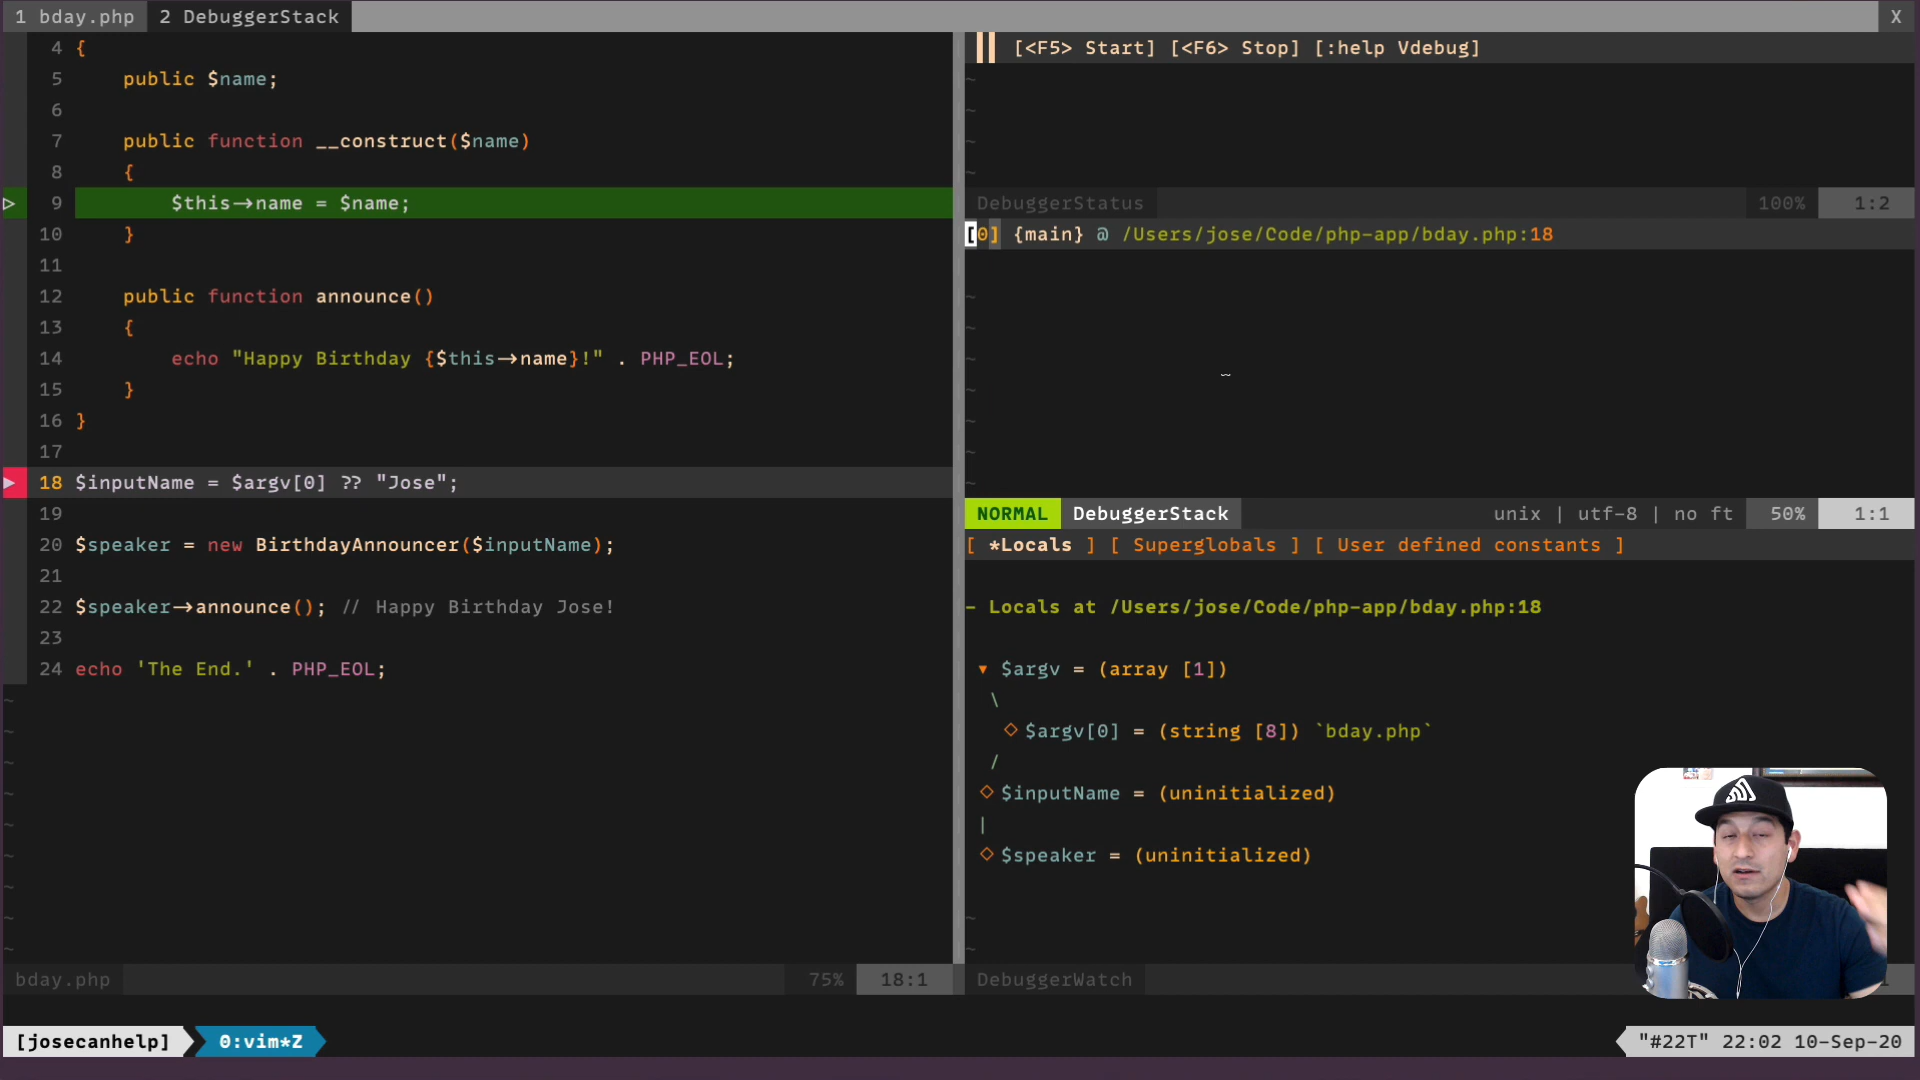 1 bday.php  2 DebuggerStack  X
4 {
5     public $name;
6
7     public function __construct($name)
8     {
▷ 9         $this->name = $name;
10     }
11
12     public function announce()
13     {
14         echo "Happy Birthday {$this->name}!" . PHP_EOL;
15     }
16 }
17
▶ 18 $inputName = $argv[0] ?? "Jose";
19
20 $speaker = new BirthdayAnnouncer($inputName);
21
22 $speaker->announce(); // Happy Birthday Jose!
23
24 echo 'The End.' . PHP_EOL;
bday.php  75%  18:1
[<F5> Start] [<F6> Stop] [:help Vdebug]
DebuggerStatus  100%  1:2
[0] {main} @ /Users/jose/Code/php-app/bday.php:18
NORMAL  DebuggerStack  unix | utf-8 | no ft  50%  1:1
[ *Locals ] [ Superglobals ] [ User defined constants ]
- Locals at /Users/jose/Code/php-app/bday.php:18
▾ $argv = (array [1])
\
◇ $argv[0] = (string [8]) `bday.php`
/
◇ $inputName = (uninitialized)
|
◇ $speaker = (uninitialized)
DebuggerWatch
[josecanhelp]  0:vim*Z  "#22T" 22:02 10-Sep-20